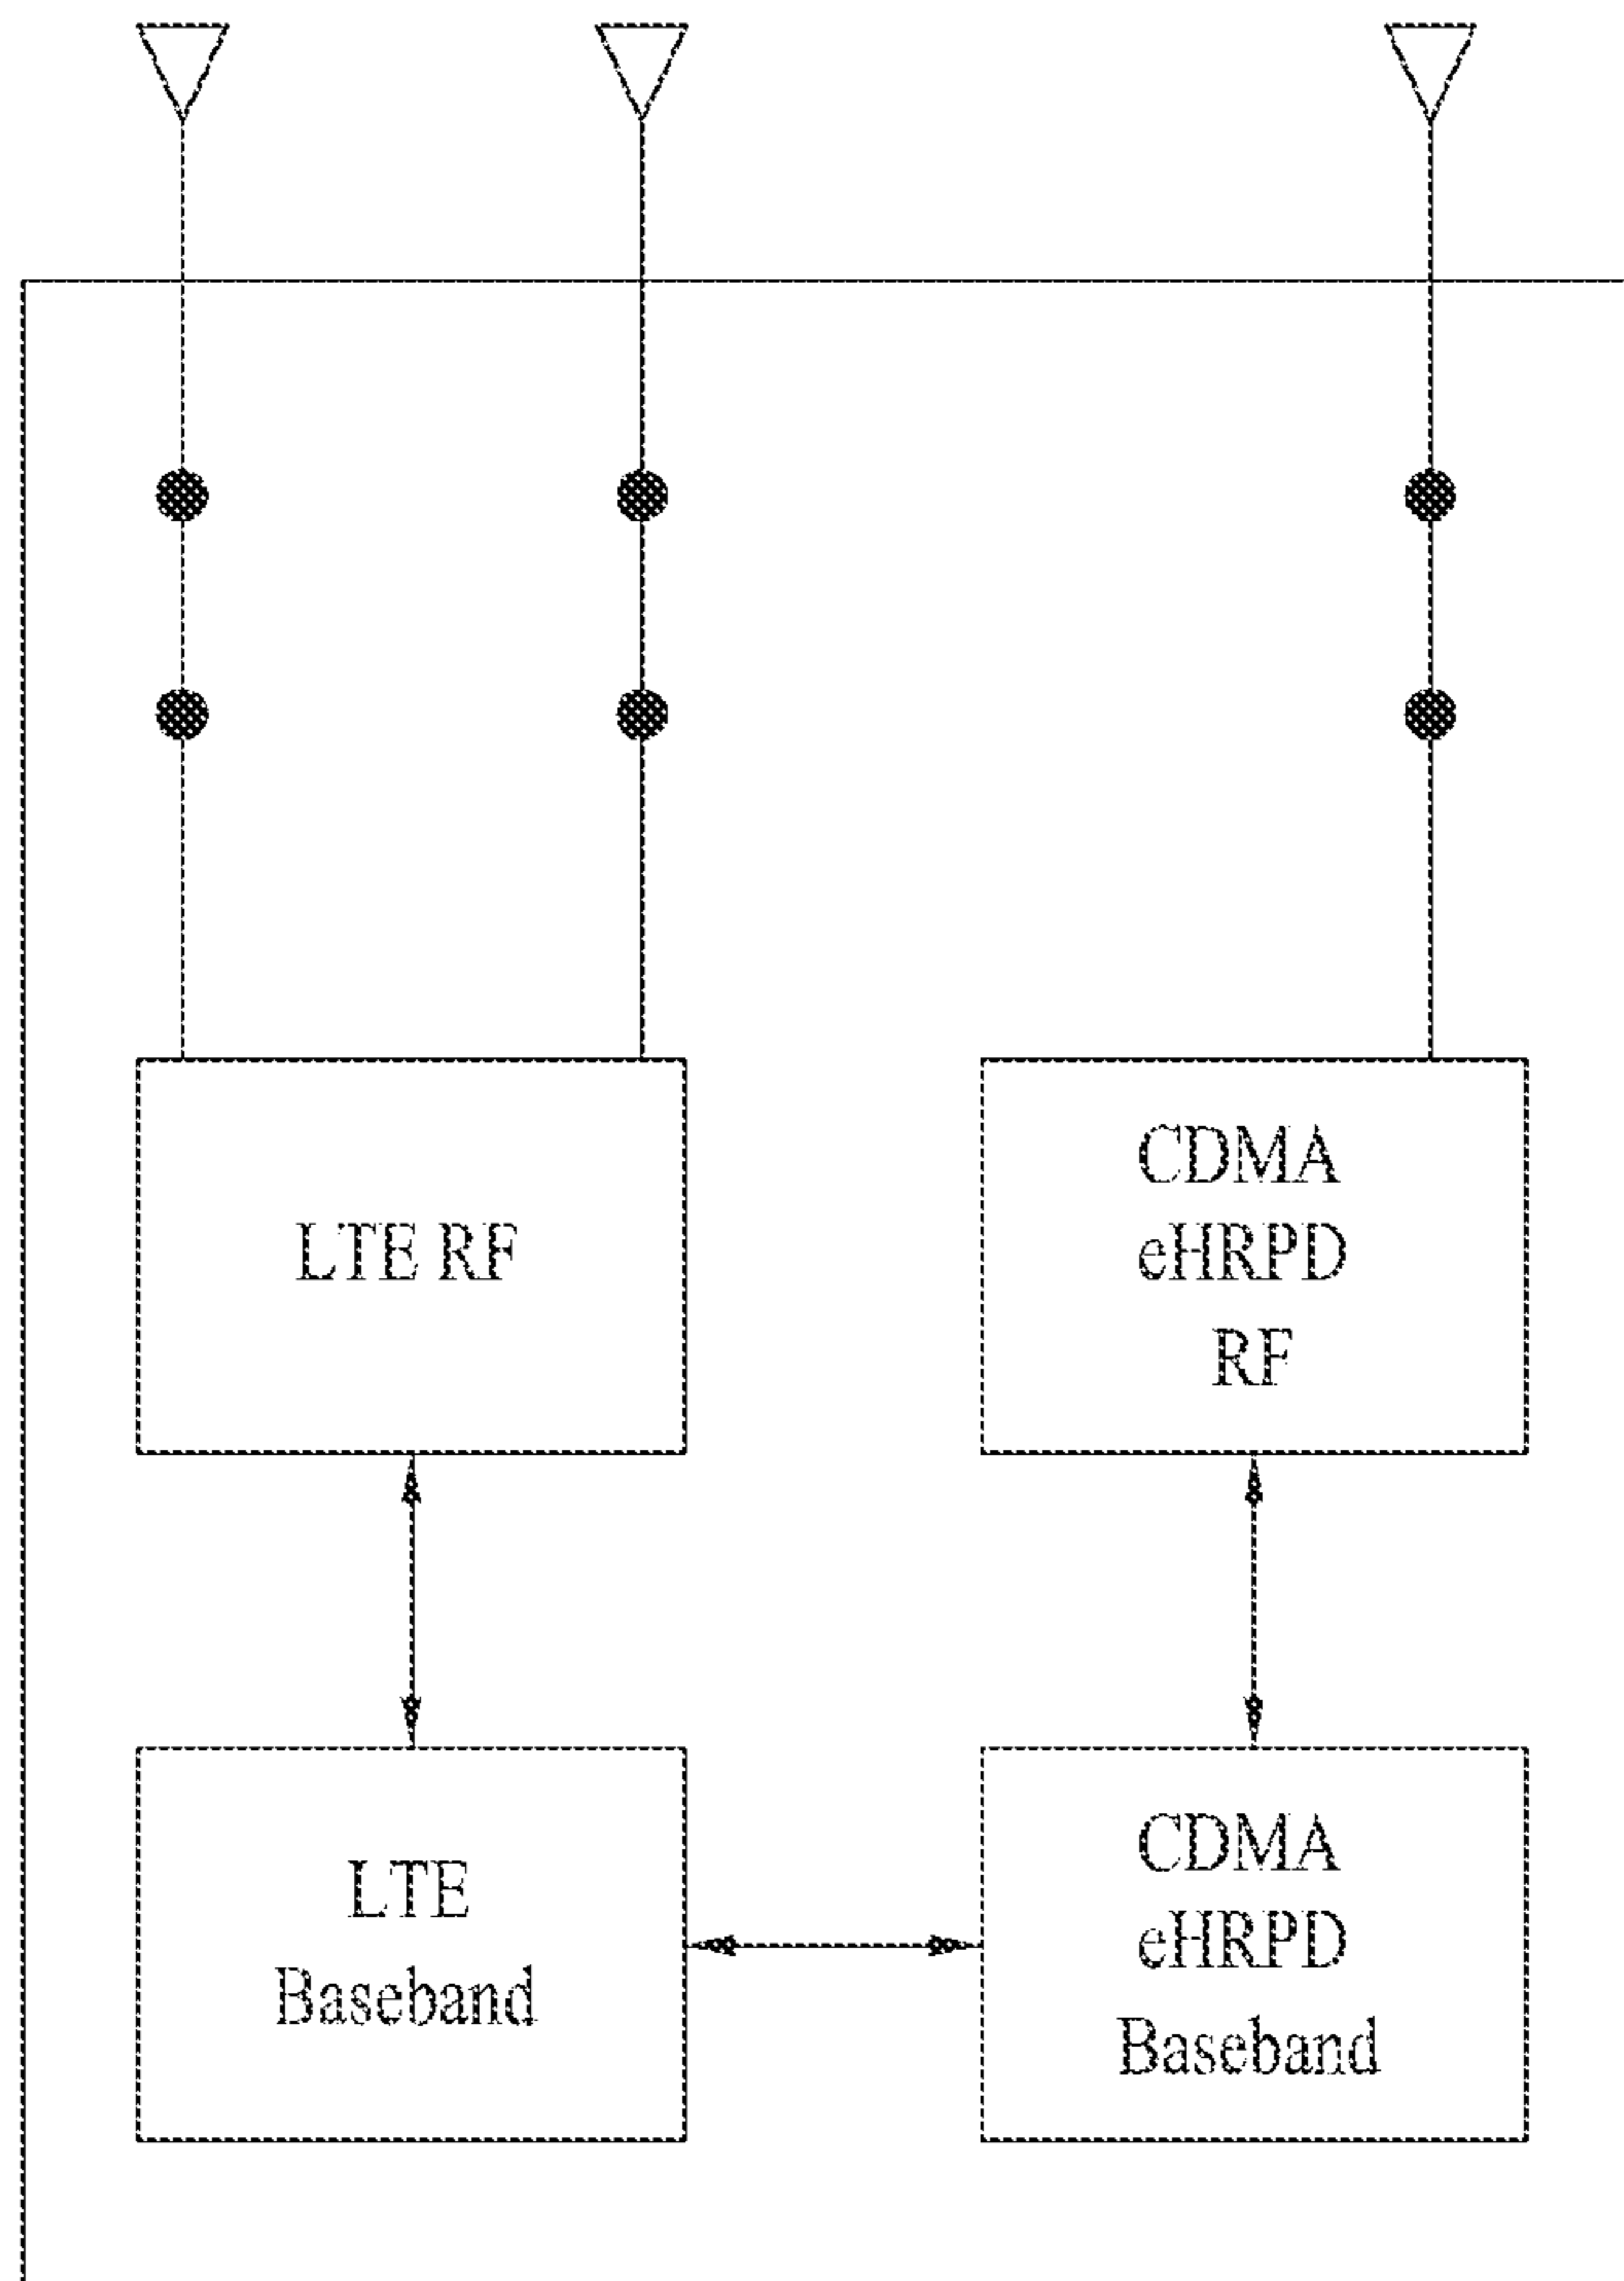 LTE RF
CDMA
eHRPD
RF
LTE
Baseband
CDMA
eHRPD
Baseband